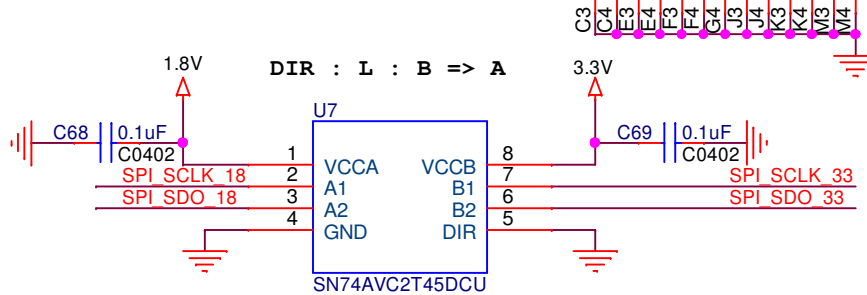 C3 C4 E3 E4 F3 F4 G4 J3 J4 K3 K4 M3 M4
1.8V DIR : L : B => A 3.3V
U7
C68 0.1uF C69 0.1uF
C0402 C0402
1 VCCA VCCB 8
SPI_SCLK_18 2 A1 B1 7 SPI_SCLK_33
SPI_SDO_18 3 A2 B2 6 SPI_SDO_33
4 GND DIR 5
SN74AVC2T45DCU